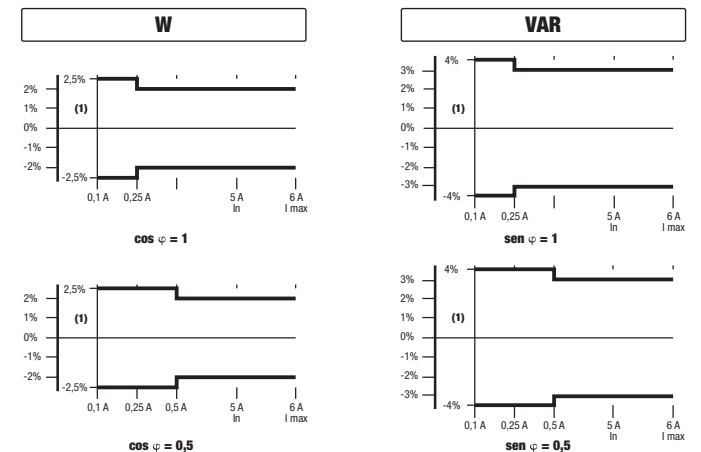 W
2,5%
2%
1%
(1)
0%
-1%
-2%
-2,5%
0,1 A 0,25 A 5 A 6 A
In I max
cos φ = 1
VAR
4%
3%
2%
1%
(1)
0%
-1%
-2%
-3%
-4%
0,1 A 0,25 A 5 A 6 A
In I max
sen φ = 1
2,5%
2%
1%
(1)
0%
-1%
-2%
-2,5%
0,1 A 0,25 A 0,5 A 5 A 6 A
In I max
cos φ = 0,5
4%
3%
2%
1%
(1)
0%
-1%
-2%
-3%
-4%
0,1 A 0,25 A 0,5 A 5 A 6 A
In I max
sen φ = 0,5